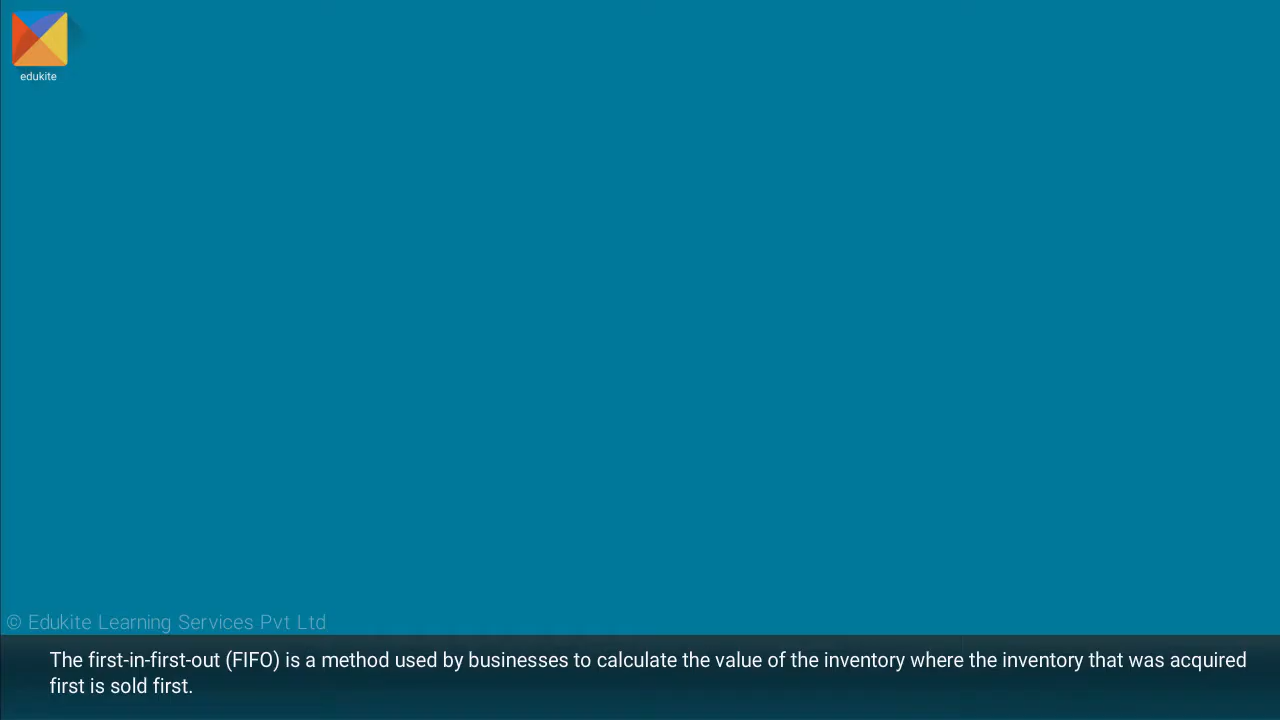 edukite
© Edukite Learning Services Pvt Ltd
The first-in-first-out (FIFO) is a method used by businesses to calculate the value of the inventory where the inventory that was acquired
first is sold first.